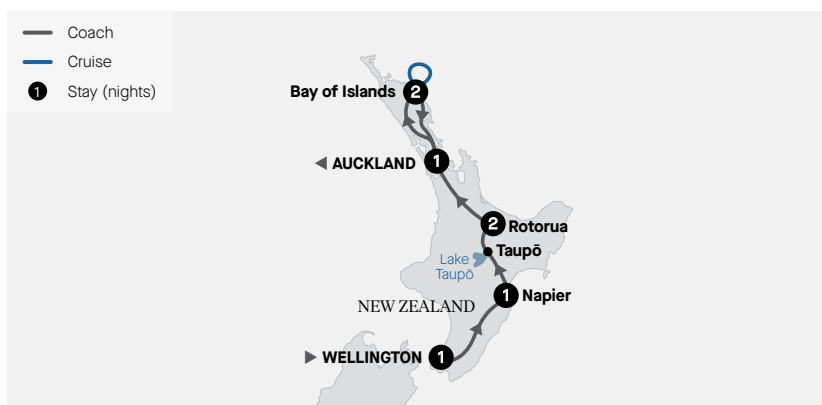 Coach
Cruise
1 Stay (nights)
Bay of Islands 2
AUCKLAND 1
2 Rotorua
Taupō
Lake
Taupō
1 Napier
NEW ZEALAND
WELLINGTON 1